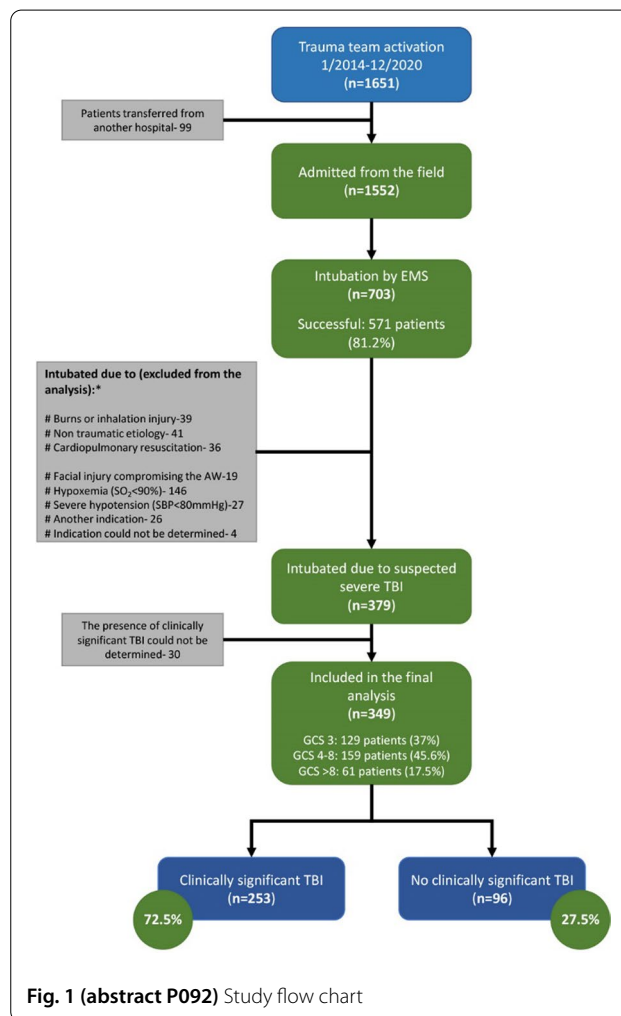 Trauma team activation
1/2014-12/2020
(n=1651)
Patients transferred from
another hospital- 99
Admitted from the field
(n=1552)
Intubation by EMS
(n=703)
Successful: 571 patients
(81.2%)
Intubated due to (excluded from the
analysis):*
# Burns or inhalation injury-39
# Non traumatic etiology- 41
# Cardiopulmonary resuscitation- 36
# Facial injury compromising the AW-19
# Hypoxemia (SO₂<90%)- 146
# Severe hypotension (SBP<80mmHg)-27
# Another indication- 26
# Indication could not be determined- 4
Intubated due to suspected
severe TBI
(n=379)
The presence of clinically
significant TBI could not be
determined- 30
Included in the final
analysis
(n=349)
GCS 3: 129 patients (37%)
GCS 4-8: 159 patients (45.6%)
GCS >8: 61 patients (17.5%)
Clinically significant TBI
(n=253)
72.5%
No clinically significant TBI
(n=96)
27.5%
Fig. 1 (abstract P092) Study flow chart